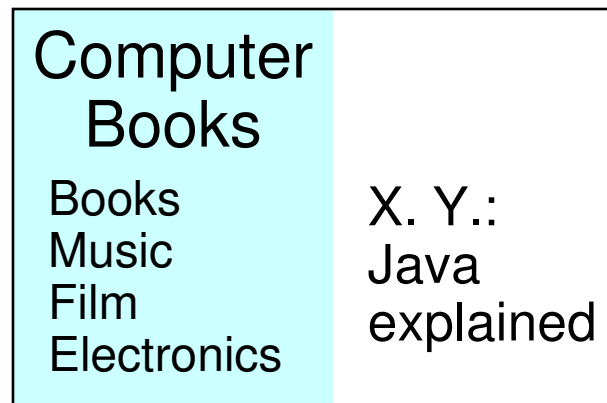 Computer
Books
Books
Music
Film
Electronics
X. Y.:
Java
explained